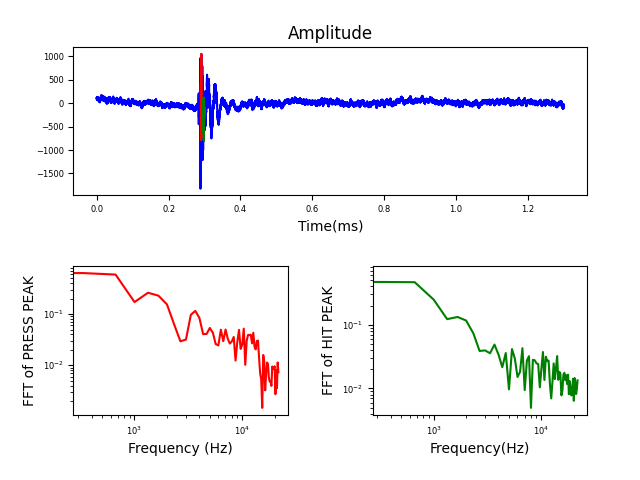 Amplitude
1000
500
0
−500
−1000
−1500
0.0 0.2 0.4 0.6 0.8 1.0 1.2
Time(ms)
FFT of PRESS PEAK
10⁻¹
10⁻²
10³ 10⁴
Frequency (Hz)
FFT of HIT PEAK
10⁻¹
10⁻²
10³ 10⁴
Frequency(Hz)